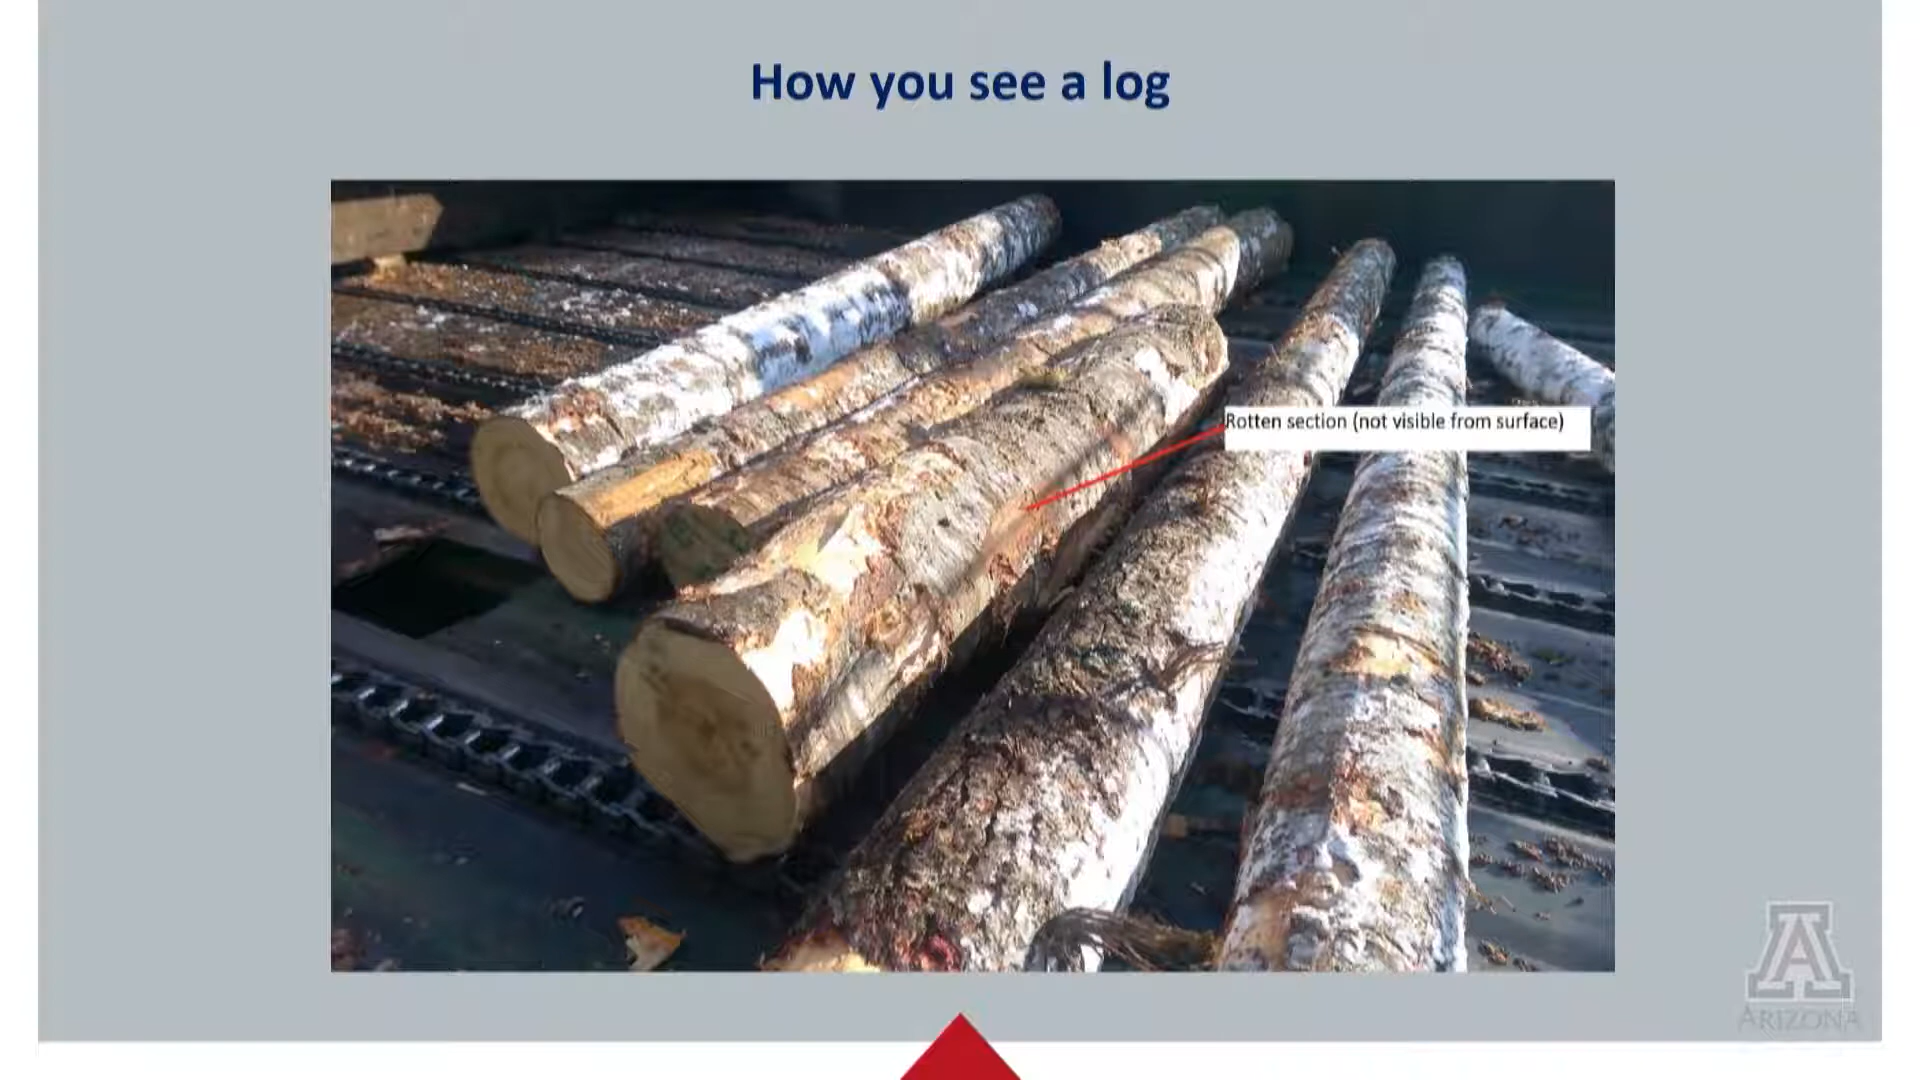 How you see a log
Rotten section (not visible from surface)
A
ARIZONA